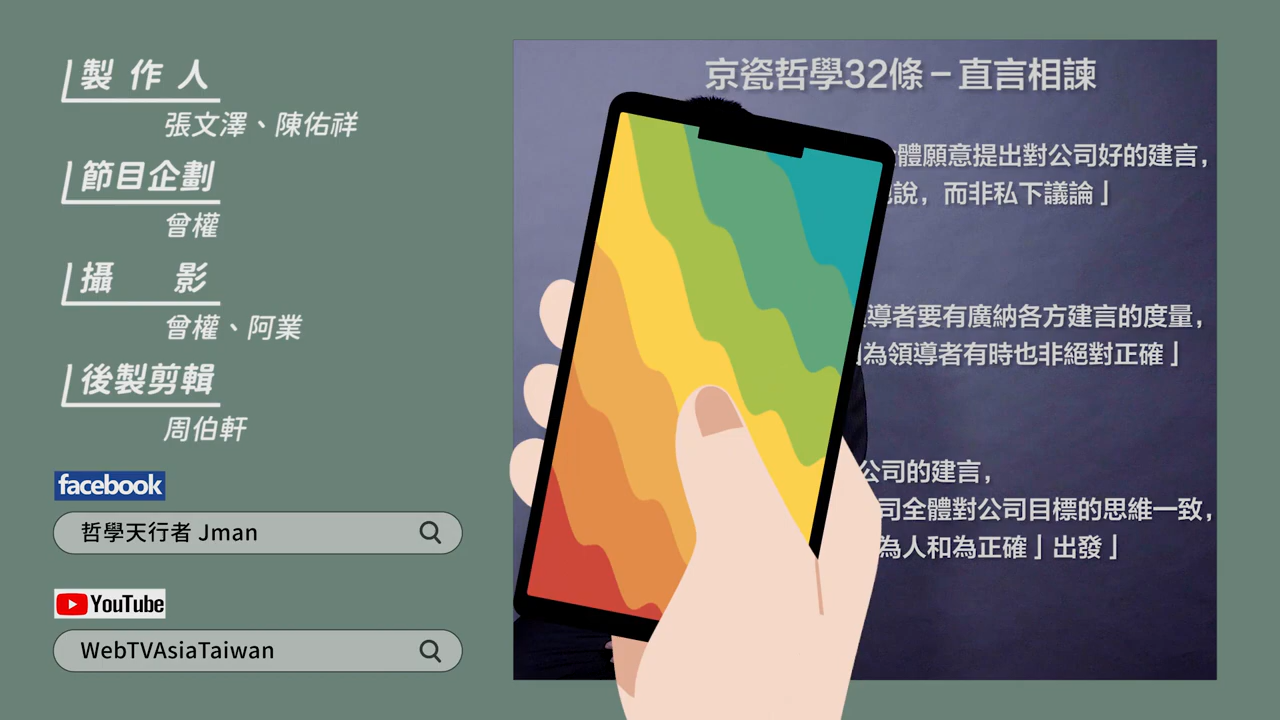 製作人
張文澤、陳佑祥
節目企劃
曾權
攝影
曾權、阿業
後製剪輯
周伯軒
facebook
哲學天行者 Jman
YouTube
WebTVAsiaTaiwan
京瓷哲學32條－直言相諫
體願意提出對公司好的建言，
說，而非私下議論」
導者要有廣納各方建言的度量，
為領導者有時也非絕對正確」
公司的建言，
司全體對公司目標的思維一致，
為人和為正確」出發」